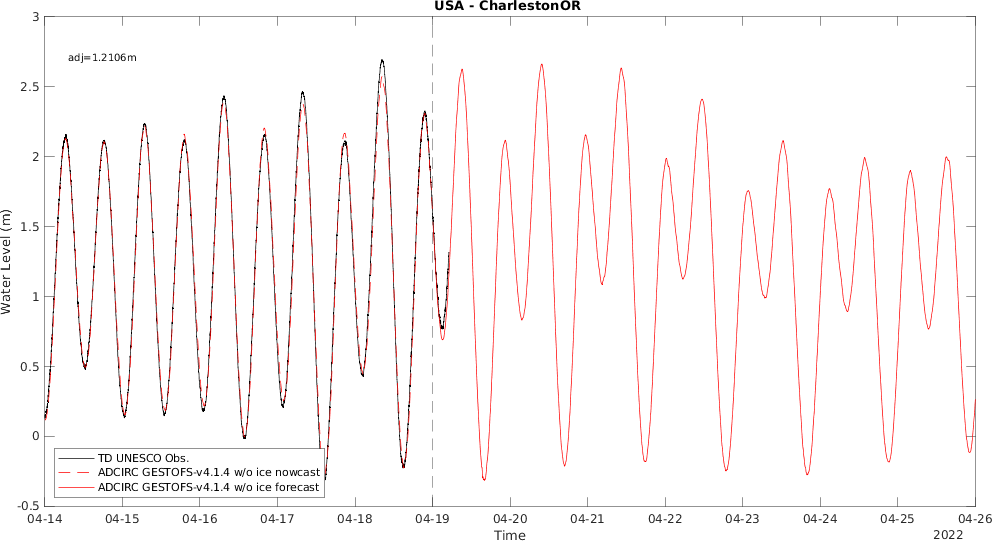 USA - CharlestonOR
adj=1.2106m
3
2.5
2
1.5
1
0.5
0
-0.5
Water Level (m)
TD UNESCO Obs.
ADCIRC GESTOFS-v4.1.4 w/o ice nowcast
ADCIRC GESTOFS-v4.1.4 w/o ice forecast
04-14 04-15 04-16 04-17 04-18 04-19 04-20 04-21 04-22 04-23 04-24 04-25 04-26
Time
2022